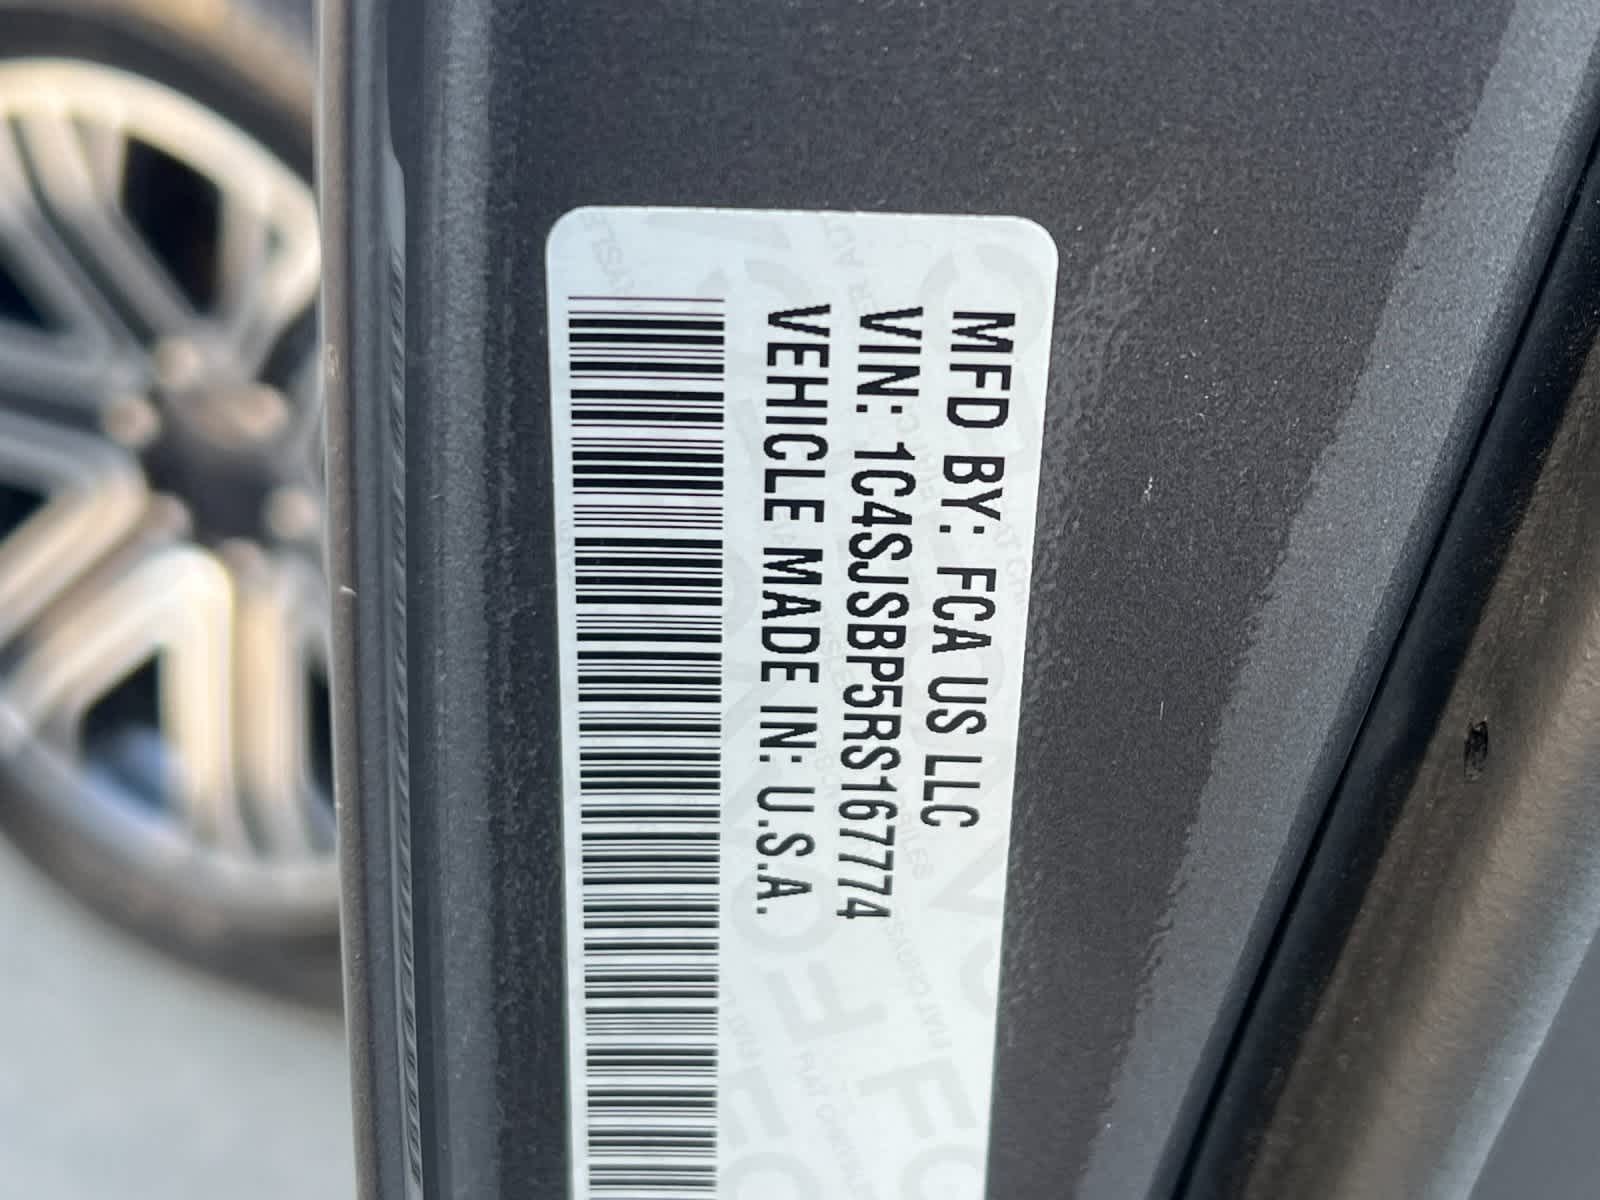 MFD BY: FCA US LLC
VIN: 1C4SJSBP5RS167774
VEHICLE MADE IN: U.S.A.